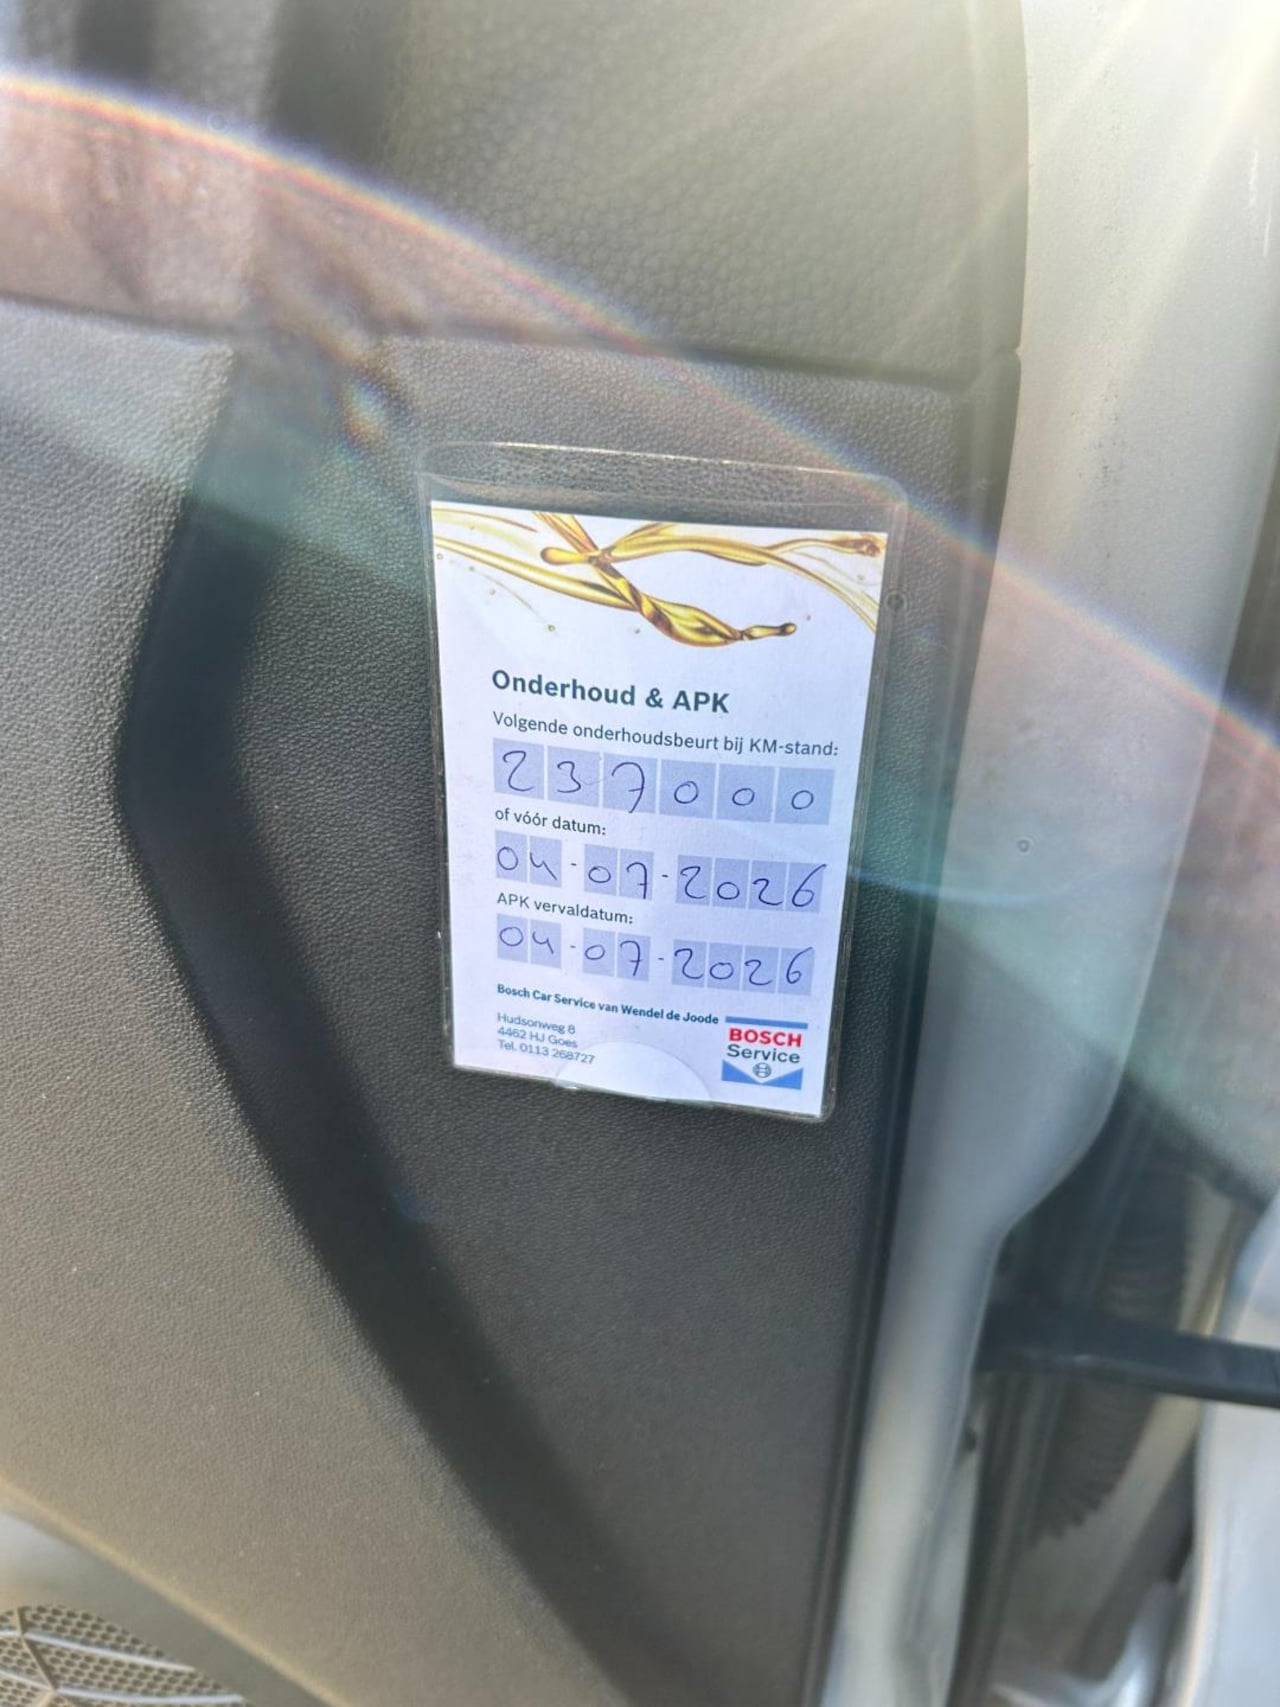 Onderhoud & APK
Volgende onderhoudsbeurt bij KM-stand:
237000
of vóór datum:
04-07-2026
APK vervaldatum:
04-07-2026
Bosch Car Service van Wendel de Joode
Hudsonweg 8
4462 HJ Goes
Tel. 0113 268727
BOSCH
Service